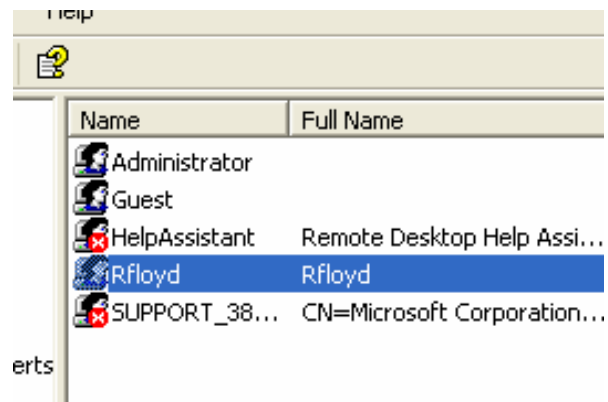 Help
Name Full Name
Administrator
Guest
HelpAssistant Remote Desktop Help Assi...
Rfloyd Rfloyd
SUPPORT_38... CN=Microsoft Corporation...
erts